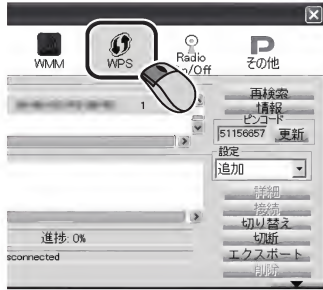 WMM
WPS
Radio
On/Off
その他
1
再検索
情報
ピンコード
51156657 更新
設定
追加
詳細
接続
切り替え
切断
進捗: 0%
sconnected
エクスポート
削除